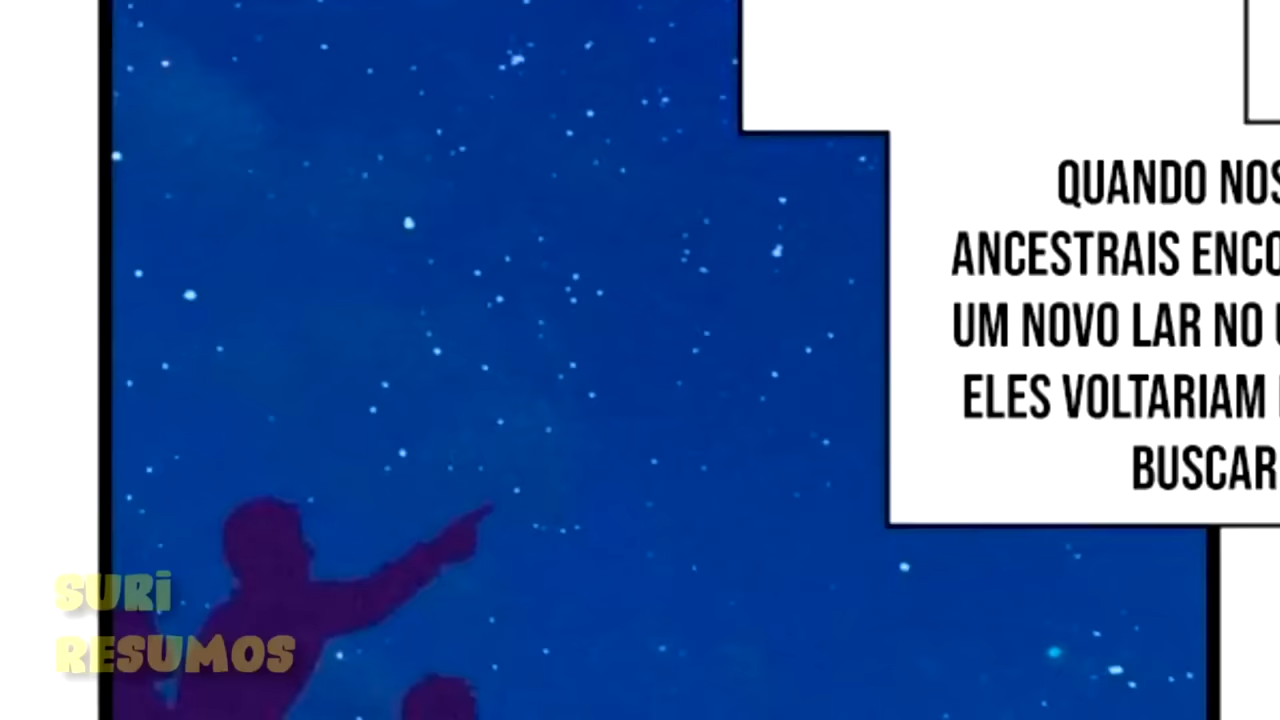 QUANDO NOS
ANCESTRAIS ENCO
UM NOVO LAR NO
ELES VOLTARIAM
BUSCAR
SURi
RESUMOS